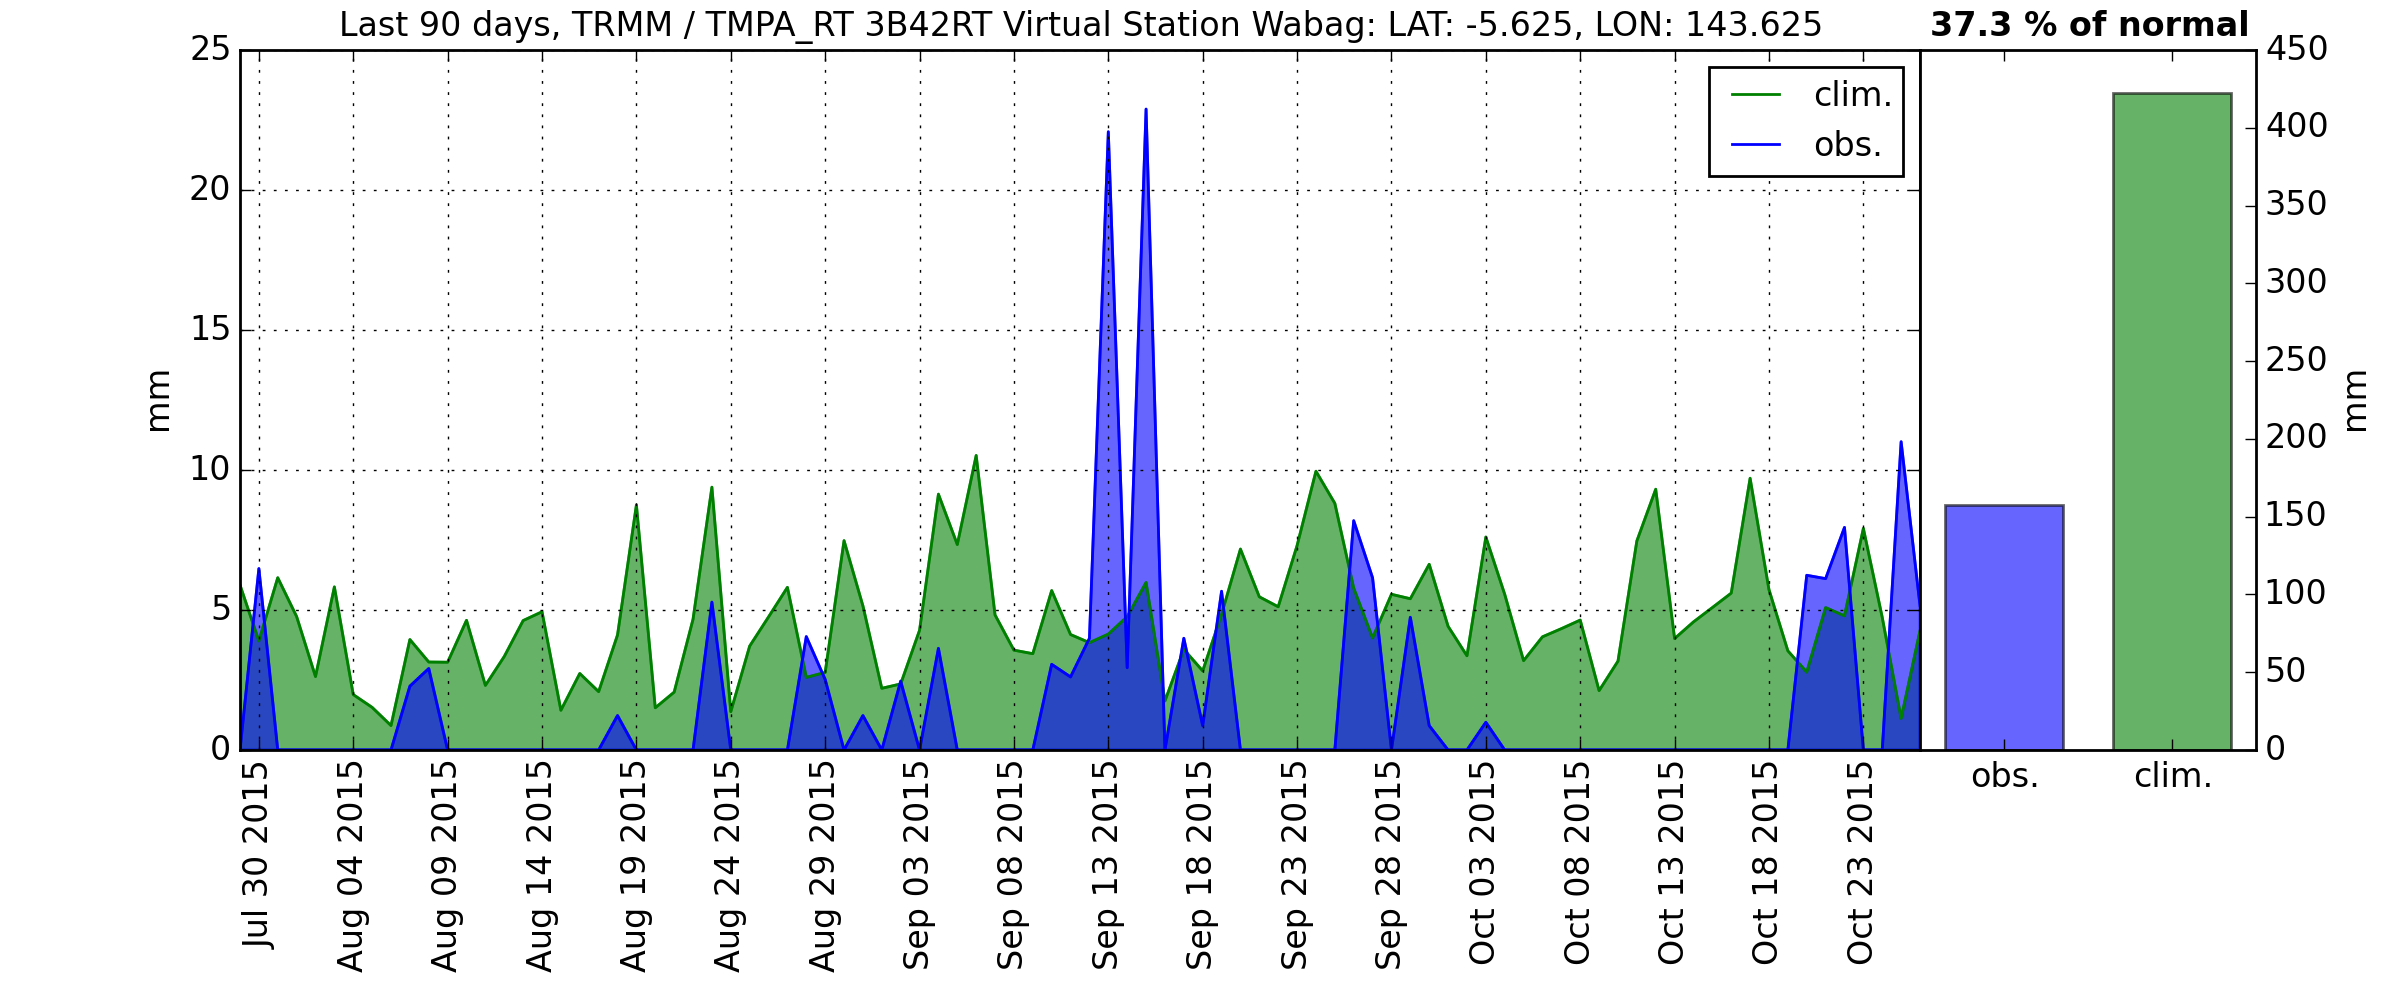 Last 90 days, TRMM / TMPA_RT 3B42RT Virtual Station Wabag: LAT: -5.625, LON: 143.625
37.3 % of normal
25
20
15
10
5
0
mm
clim.
obs.
Jul 30 2015
Aug 04 2015
Aug 09 2015
Aug 14 2015
Aug 19 2015
Aug 24 2015
Aug 29 2015
Sep 03 2015
Sep 08 2015
Sep 13 2015
Sep 18 2015
Sep 23 2015
Sep 28 2015
Oct 03 2015
Oct 08 2015
Oct 13 2015
Oct 18 2015
Oct 23 2015
450
400
350
300
250
200
150
100
50
0
mm
obs.
clim.